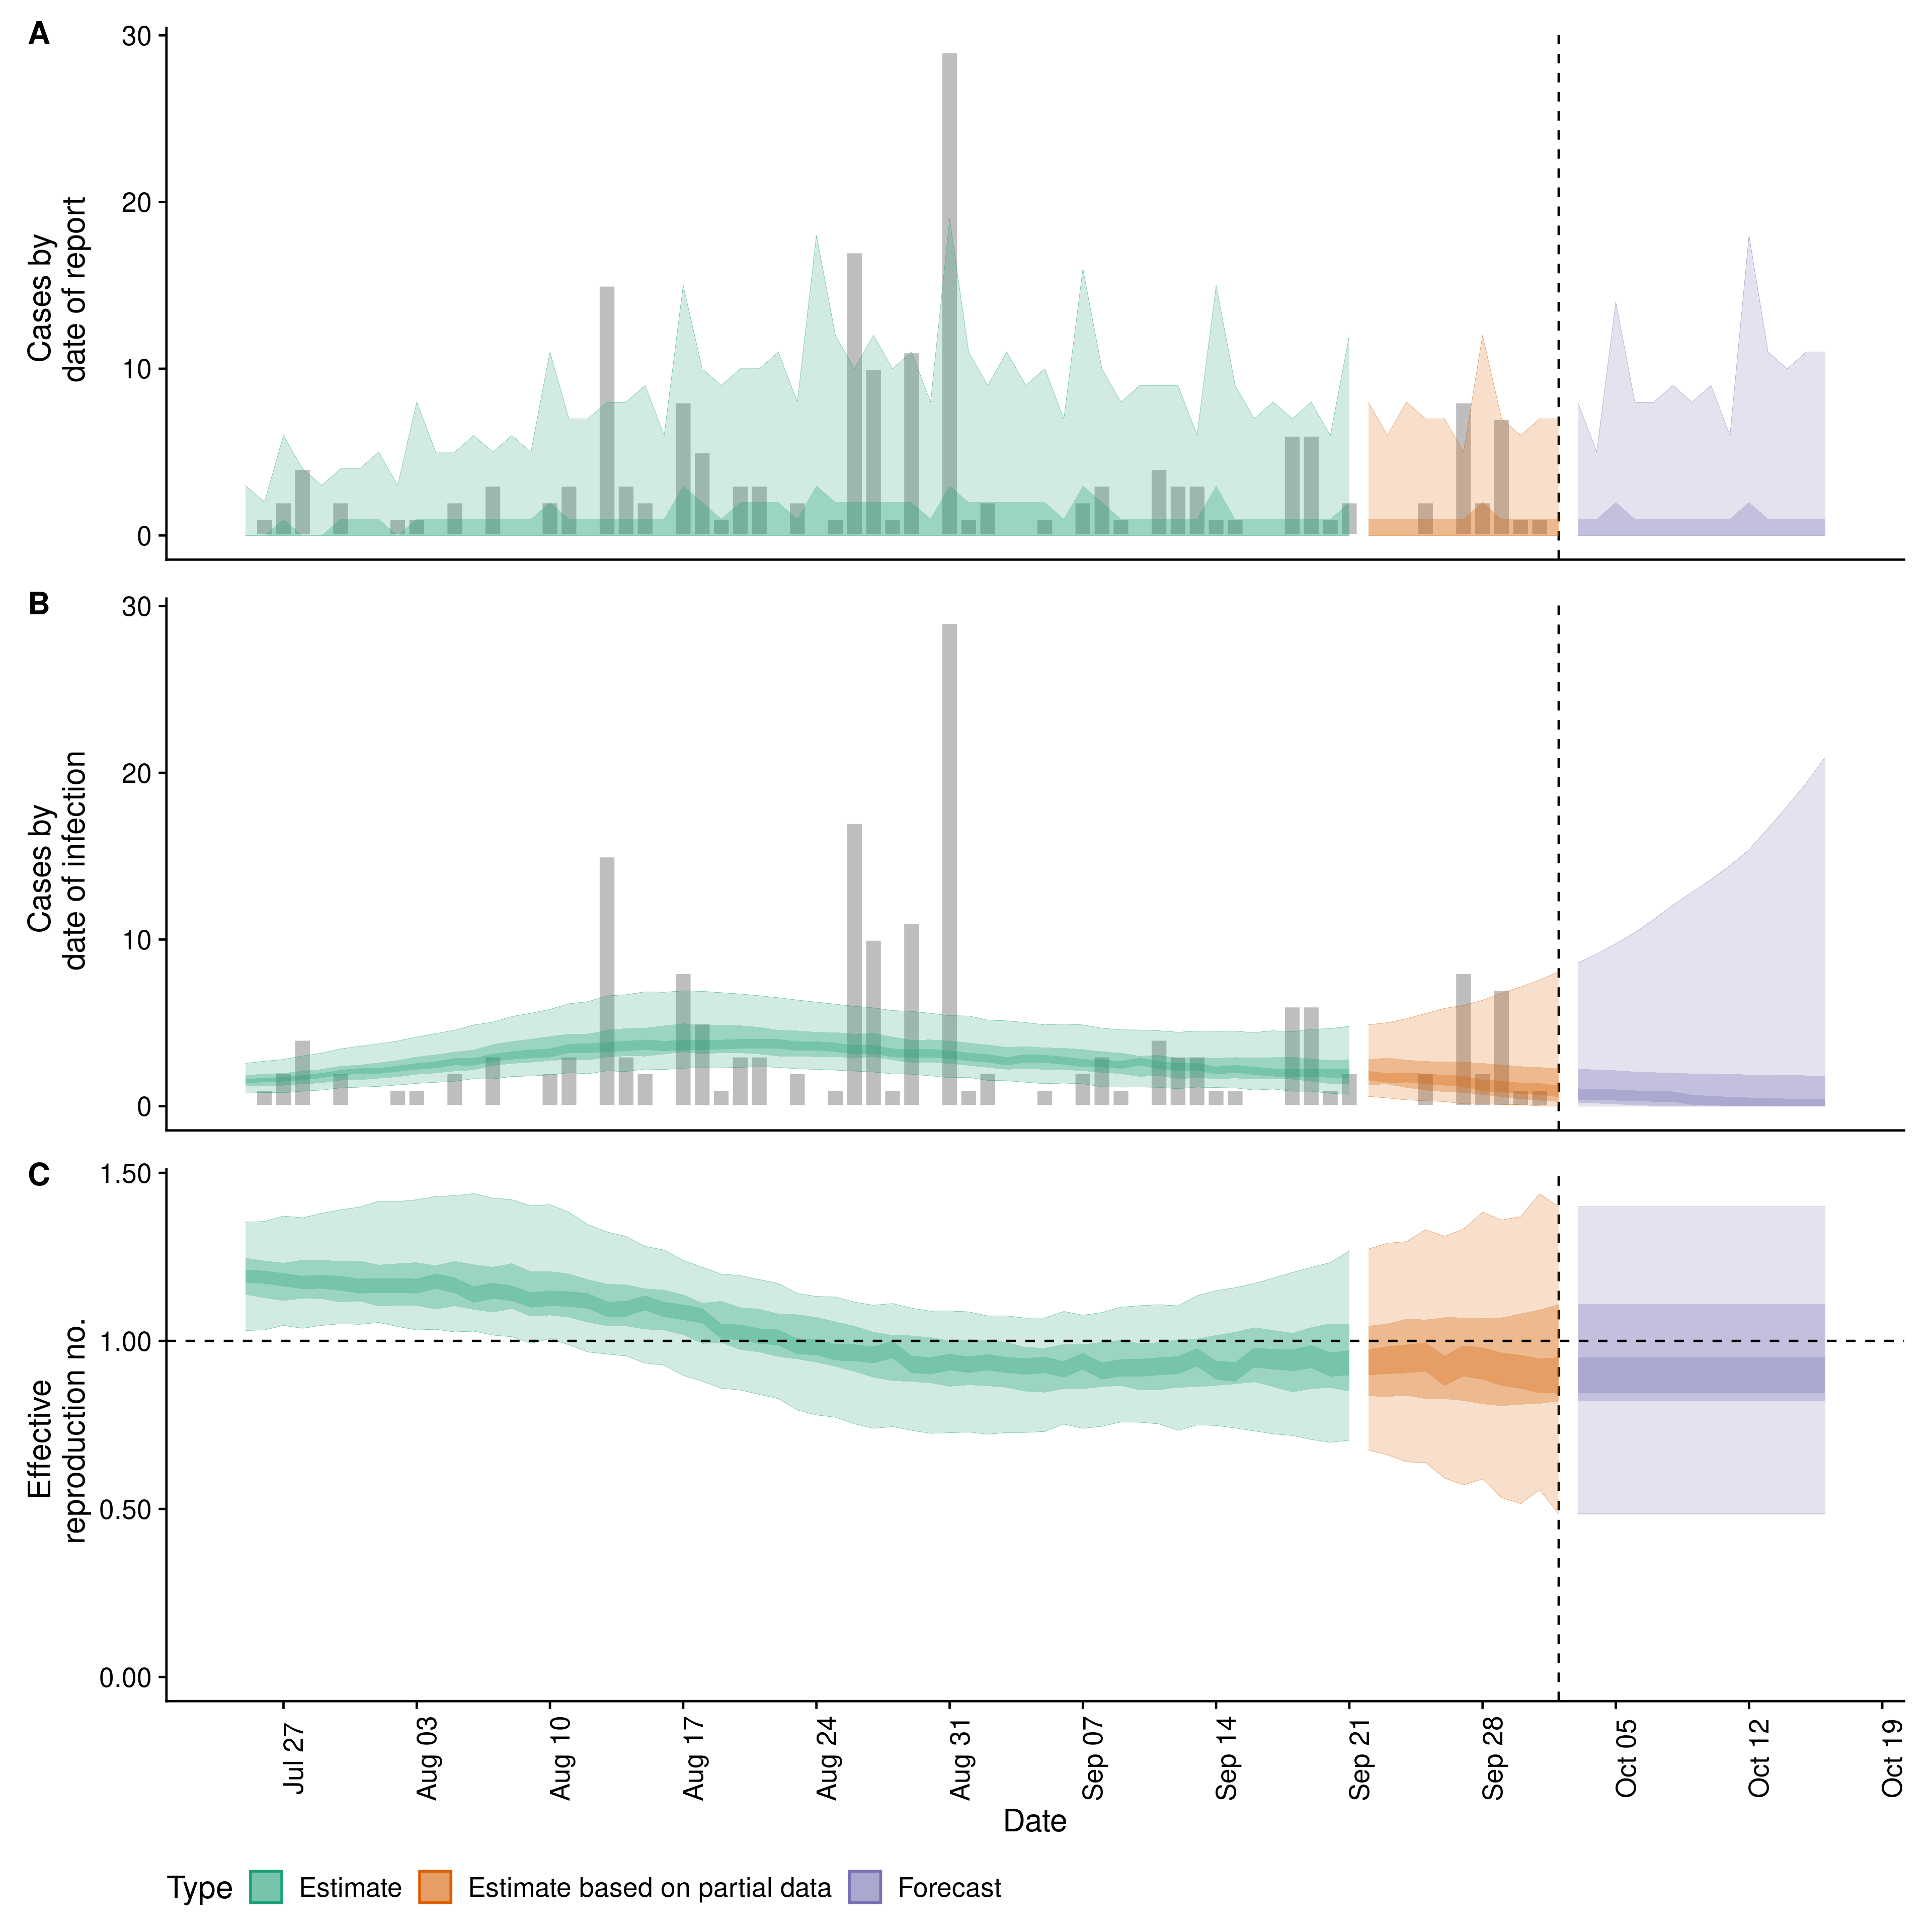 A
30
20
10
0
Cases by
date of report
B
30
20
10
0
Cases by
date of infection
C
1.50
1.00
0.50
0.00
Effective
reproduction no.
Jul 27
Aug 03
Aug 10
Aug 17
Aug 24
Aug 31
Sep 07
Sep 14
Sep 21
Sep 28
Oct 05
Oct 12
Oct 19
Date
Type Estimate Estimate based on partial data Forecast